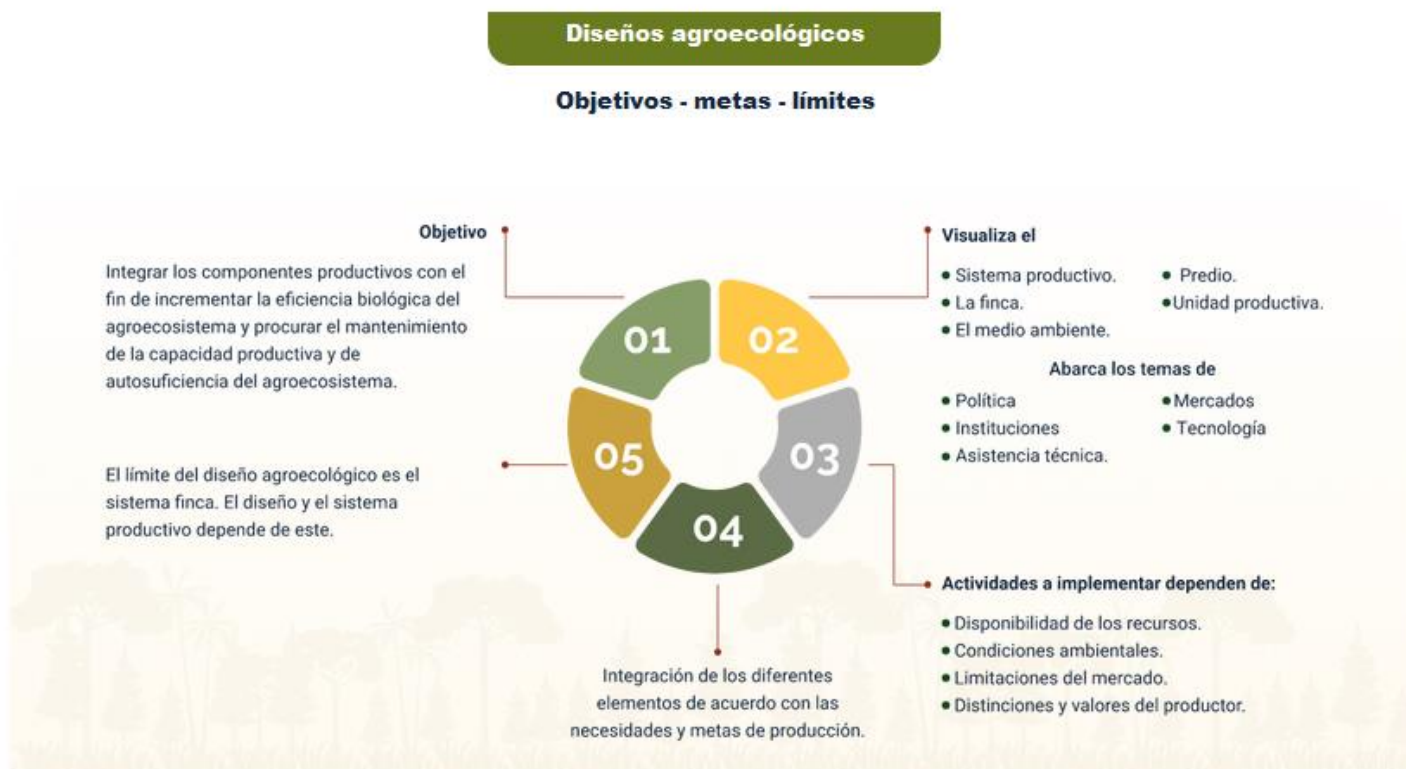 Diseños agroecológicos
Objetivos - metas - límites
Objetivo
Integrar los componentes productivos con el
fin de incrementar la eficiencia biológica del
agroecosistema y procurar el mantenimiento
de la capacidad productiva y de
autosuficiencia del agroecosistema.
01
02
Visualiza el
• Sistema productivo.
• La finca.
• El medio ambiente.
• Predio.
•Unidad productiva.
Abarca los temas de
• Política
• Instituciones
• Asistencia técnica.
•Mercados
• Tecnología
03
Actividades a implementar dependen de:
• Disponibilidad de los recursos.
• Condiciones ambientales.
• Limitaciones del mercado.
• Distinciones y valores del productor.
04
Integración de los diferentes
elementos de acuerdo con las
necesidades y metas de producción.
05
El límite del diseño agroecológico es el
sistema finca. El diseño y el sistema
productivo depende de este.